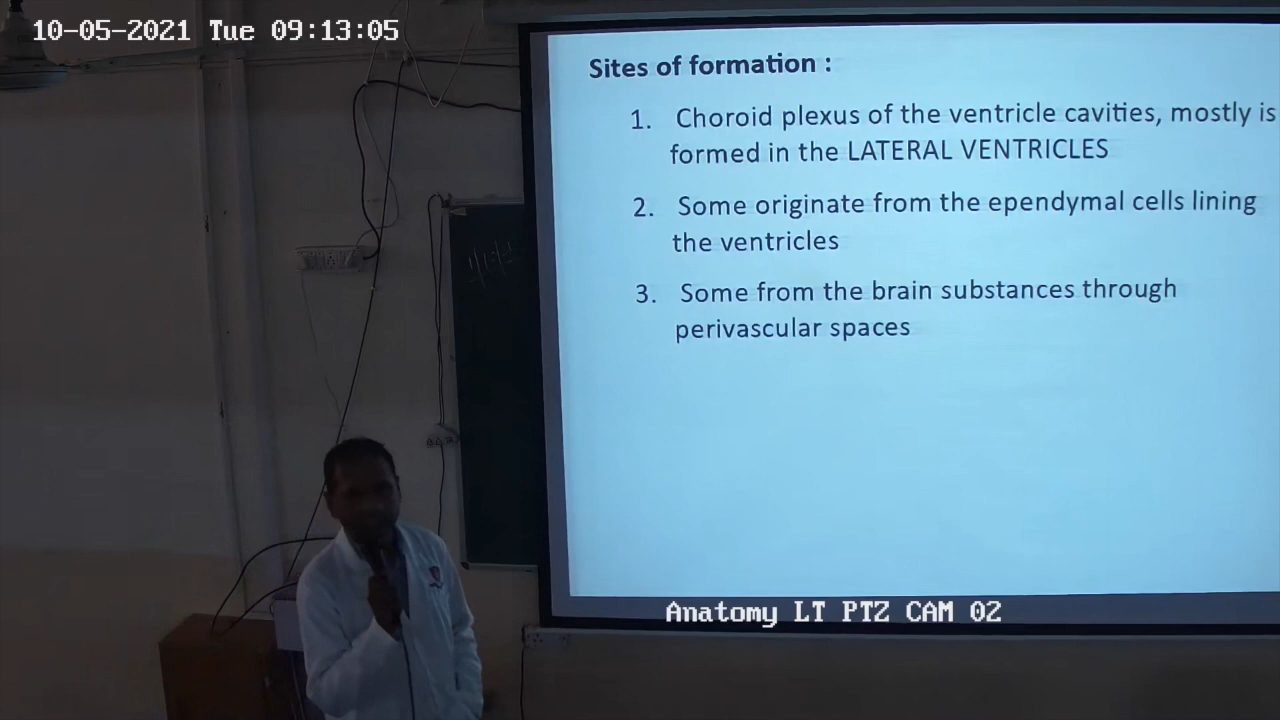 10-05-2021 Tue 09:13:05
Sites of formation :
1. Choroid plexus of the ventricle cavities, mostly is
formed in the LATERAL VENTRICLES
2. Some originate from the ependymal cells lining
the ventricles
3. Some from the brain substances through
perivascular spaces
Anatomy LT PTZ CAM 02